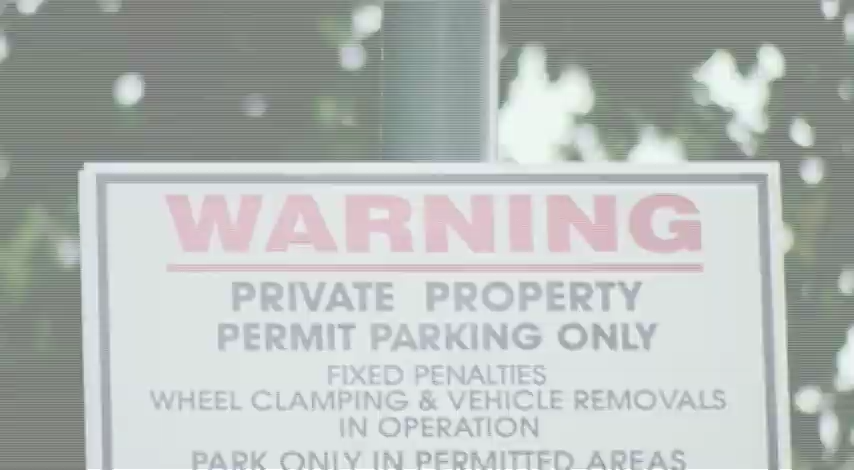 WARNING
PRIVATE PROPERTY
PERMIT PARKING ONLY
FIXED PENALTIES
WHEEL CLAMPING & VEHICLE REMOVALS
IN OPERATION
PARK ONLY IN PERMITTED AREAS